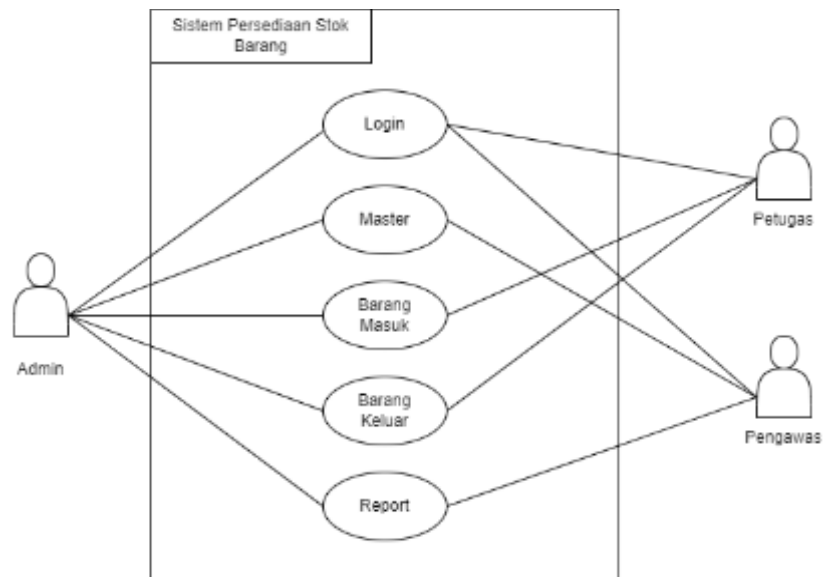 Sistem Persediaan Stok
Barang
Login
Master
Barang
Masuk
Barang
Keluar
Report
Admin
Petugas
Pengawas